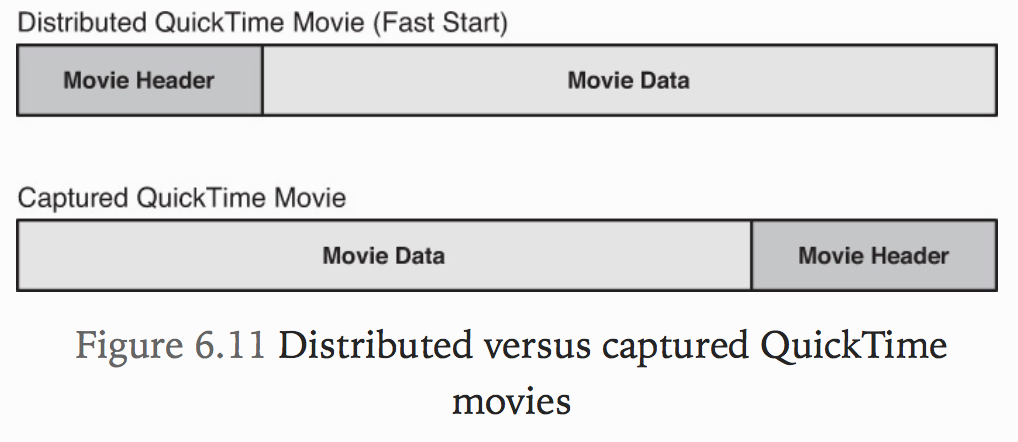 Distributed QuickTime Movie (Fast Start)
Movie Header Movie Data
Captured QuickTime Movie
Movie Data Movie Header
Figure 6.11 Distributed versus captured QuickTime
movies